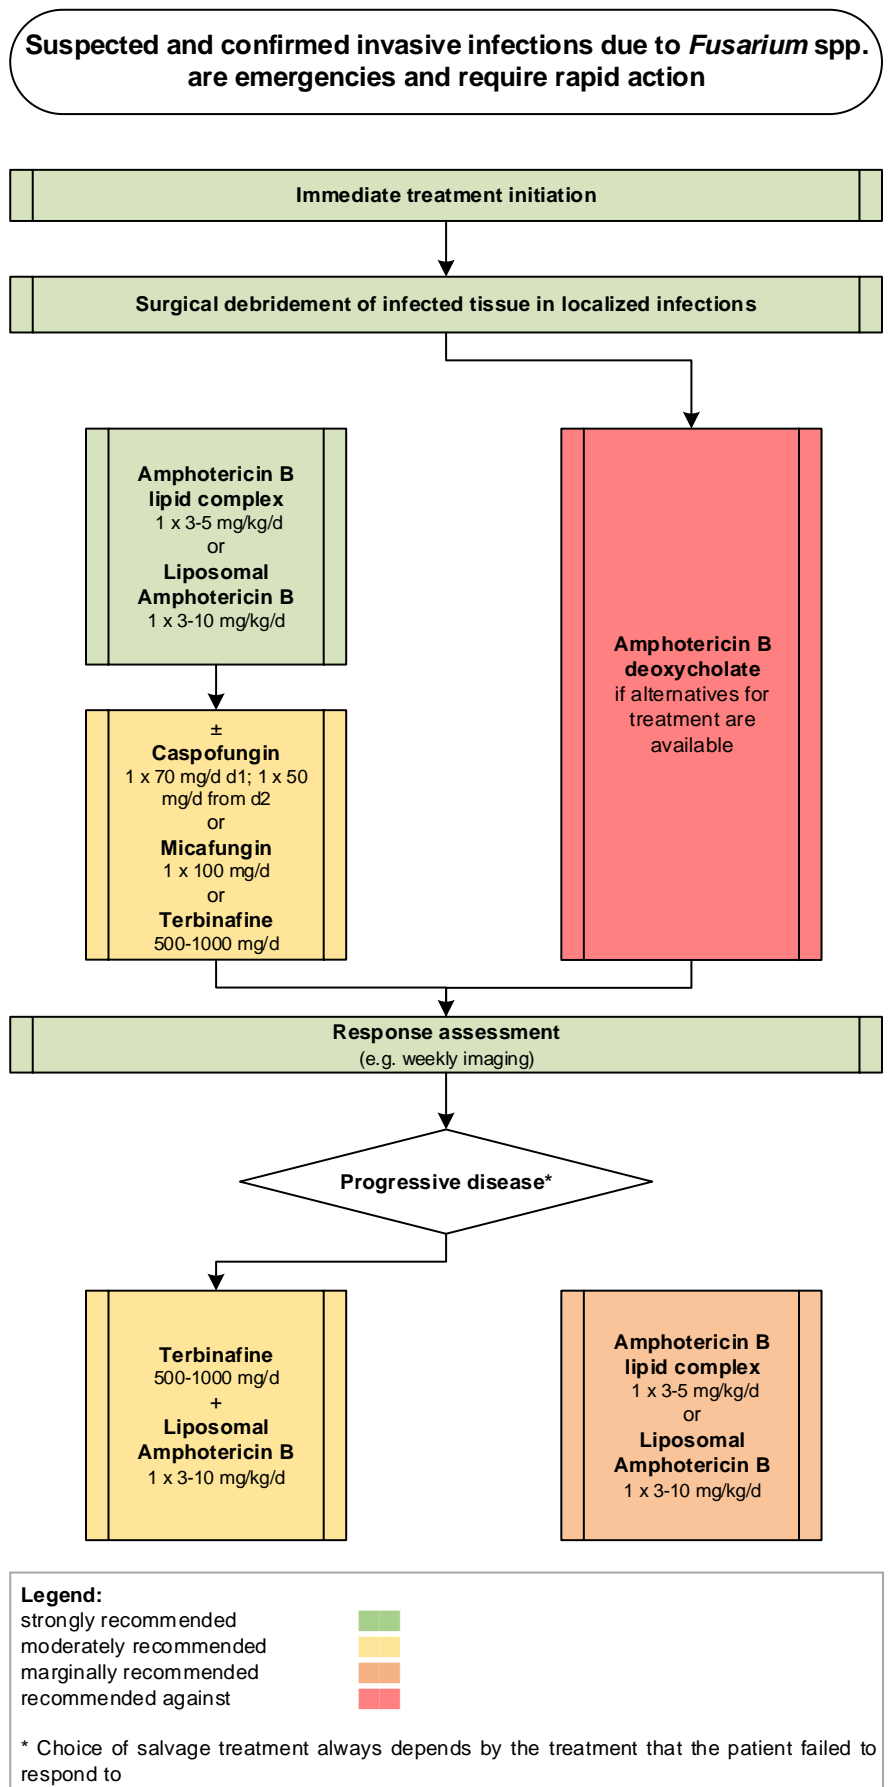 Suspected and confirmed invasive infections due to Fusarium spp.
are emergencies and require rapid action
Immediate treatment initiation
Surgical debridement of infected tissue in localized infections
Amphotericin B
lipid complex
1 x 3-5 mg/kg/d
or
Liposomal
Amphotericin B
1 x 3-10 mg/kg/d
Amphotericin B
deoxycholate
if alternatives for
treatment are
available
±
Caspofungin
1 x 70 mg/d d1; 1 x 50
mg/d from d2
or
Micafungin
1 x 100 mg/d
or
Terbinafine
500-1000 mg/d
Response assessment
(e.g. weekly imaging)
Progressive disease*
Terbinafine
500-1000 mg/d
+
Liposomal
Amphotericin B
1 x 3-10 mg/kg/d
Amphotericin B
lipid complex
1 x 3-5 mg/kg/d
or
Liposomal
Amphotericin B
1 x 3-10 mg/kg/d
Legend:
strongly recommended
moderately recommended
marginally recommended
recommended against
* Choice of salvage treatment always depends by the treatment that the patient failed to
respond to